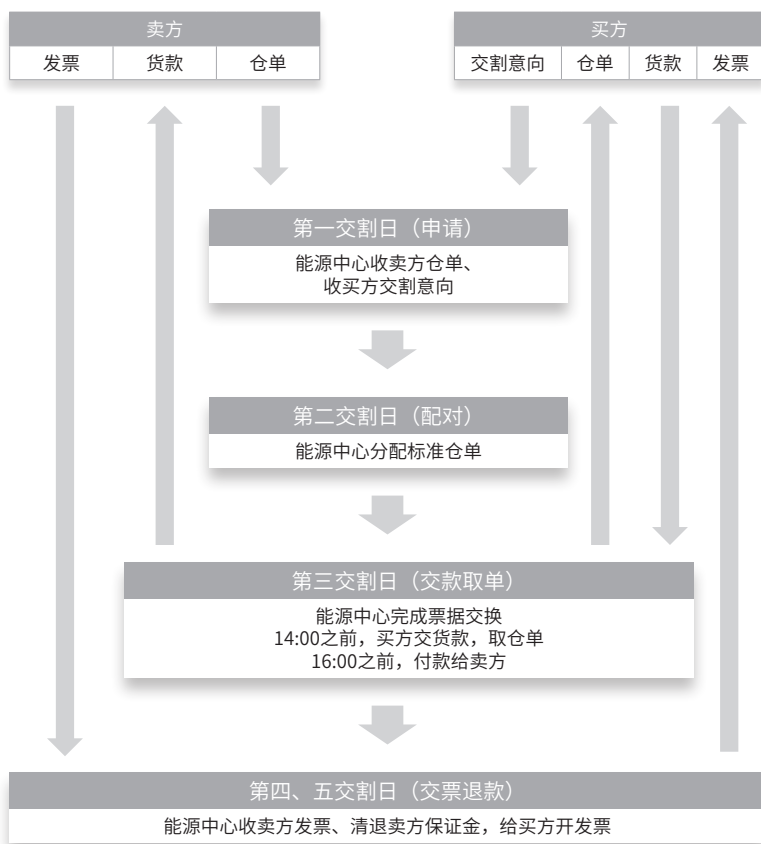 卖方
发票 货款 仓单
买方
交割意向 仓单 货款 发票
第一交割日（申请）
能源中心收卖方仓单、
收买方交割意向
第二交割日（配对）
能源中心分配标准仓单
第三交割日（交款取单）
能源中心完成票据交换
14:00之前，买方交货款，取仓单
16:00之前，付款给卖方
第四、五交割日（交票退款）
能源中心收卖方发票、清退卖方保证金，给买方开发票